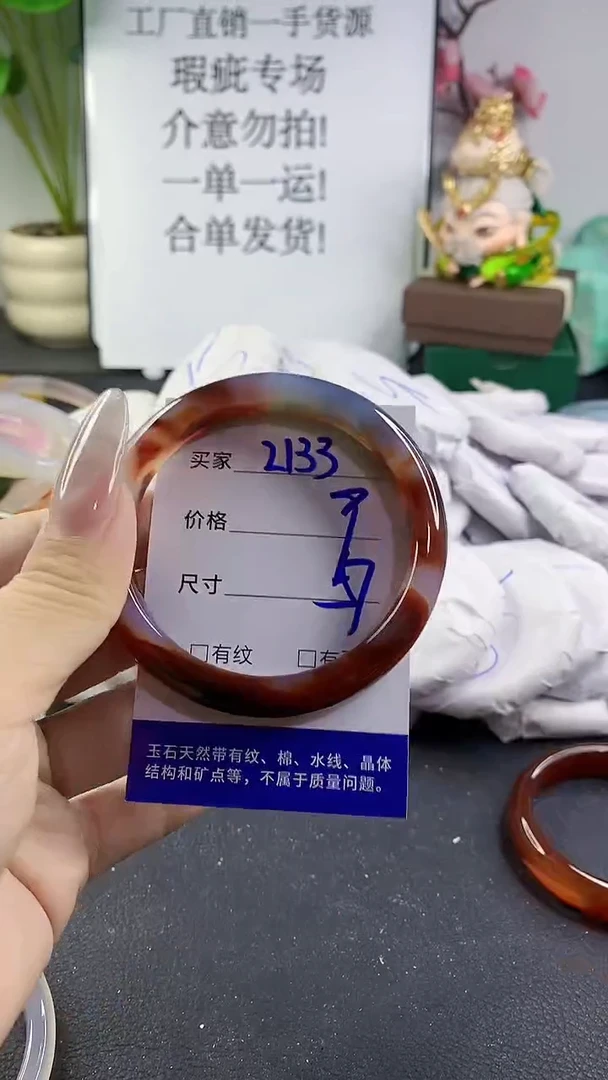 工厂直销一手货源
瑕疵专场
介意勿拍!
一单一运!
合单发货!
买家 2133
价格
尺寸
□有纹 □有
玉石天然带有纹、棉、水线、晶体
结构和矿点等，不属于质量问题。